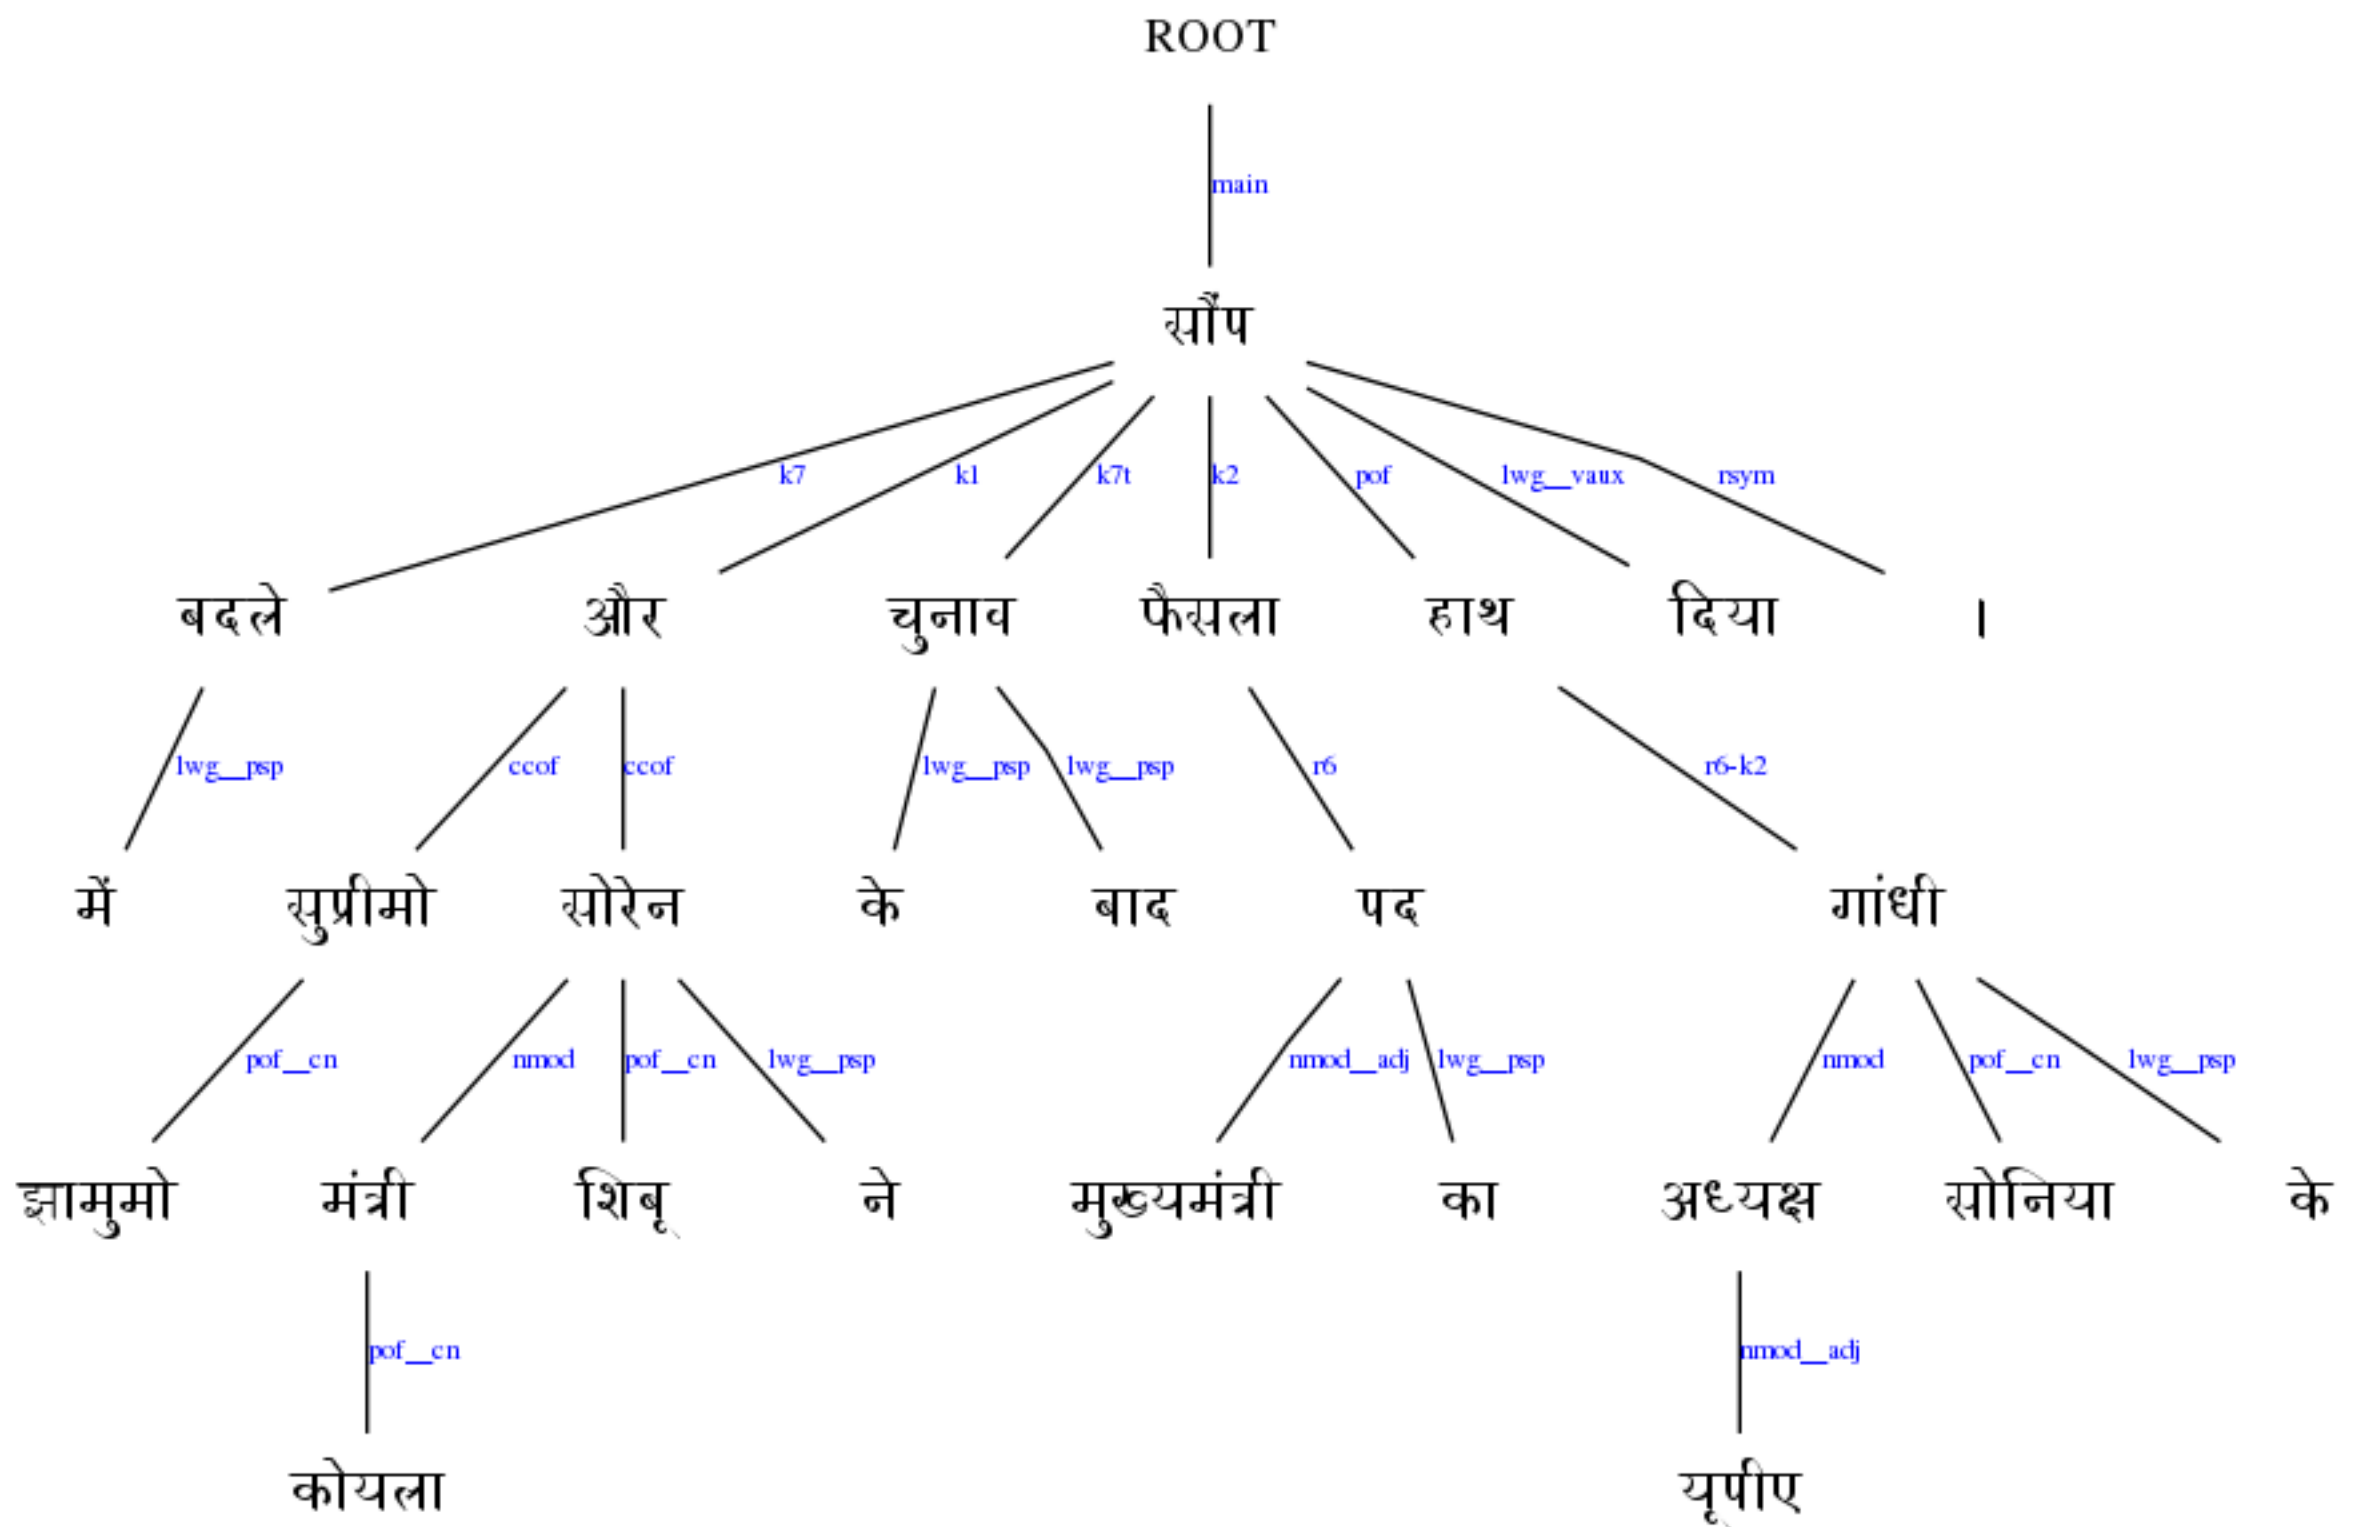 ROOT
main
सौंप
k7 k1 k7t k2 pof lwg__vaux rsym
बदले और चुनाव फैसला हाथ दिया ।
lwg__psp ccof ccof lwg__psp lwg__psp r6 r6-k2
में सुप्रीमो सोरेन के बाद पद गांधी
pof__cn nmod pof__cn lwg__psp nmod__adj lwg__psp nmod pof__cn lwg__psp
झामुमो मंत्री शिबू ने मुख्यमंत्री का अध्यक्ष सोनिया के
pof__cn nmod__adj
कोयला यूपीए